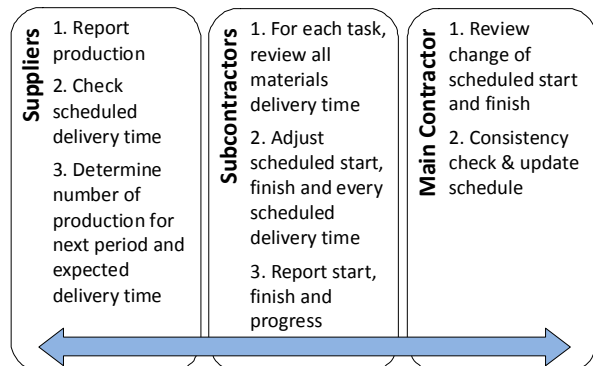 Suppliers
1. Report
production
2. Check
scheduled
delivery time
3. Determine
number of
production for
next period and
expected
delivery time
Subcontractors
1. For each task,
review all
materials
delivery time
2. Adjust
scheduled start,
finish and every
scheduled
delivery time
3. Report start,
finish and
progress
Main Contractor
1. Review
change of
scheduled start
and finish
2. Consistency
check & update
schedule